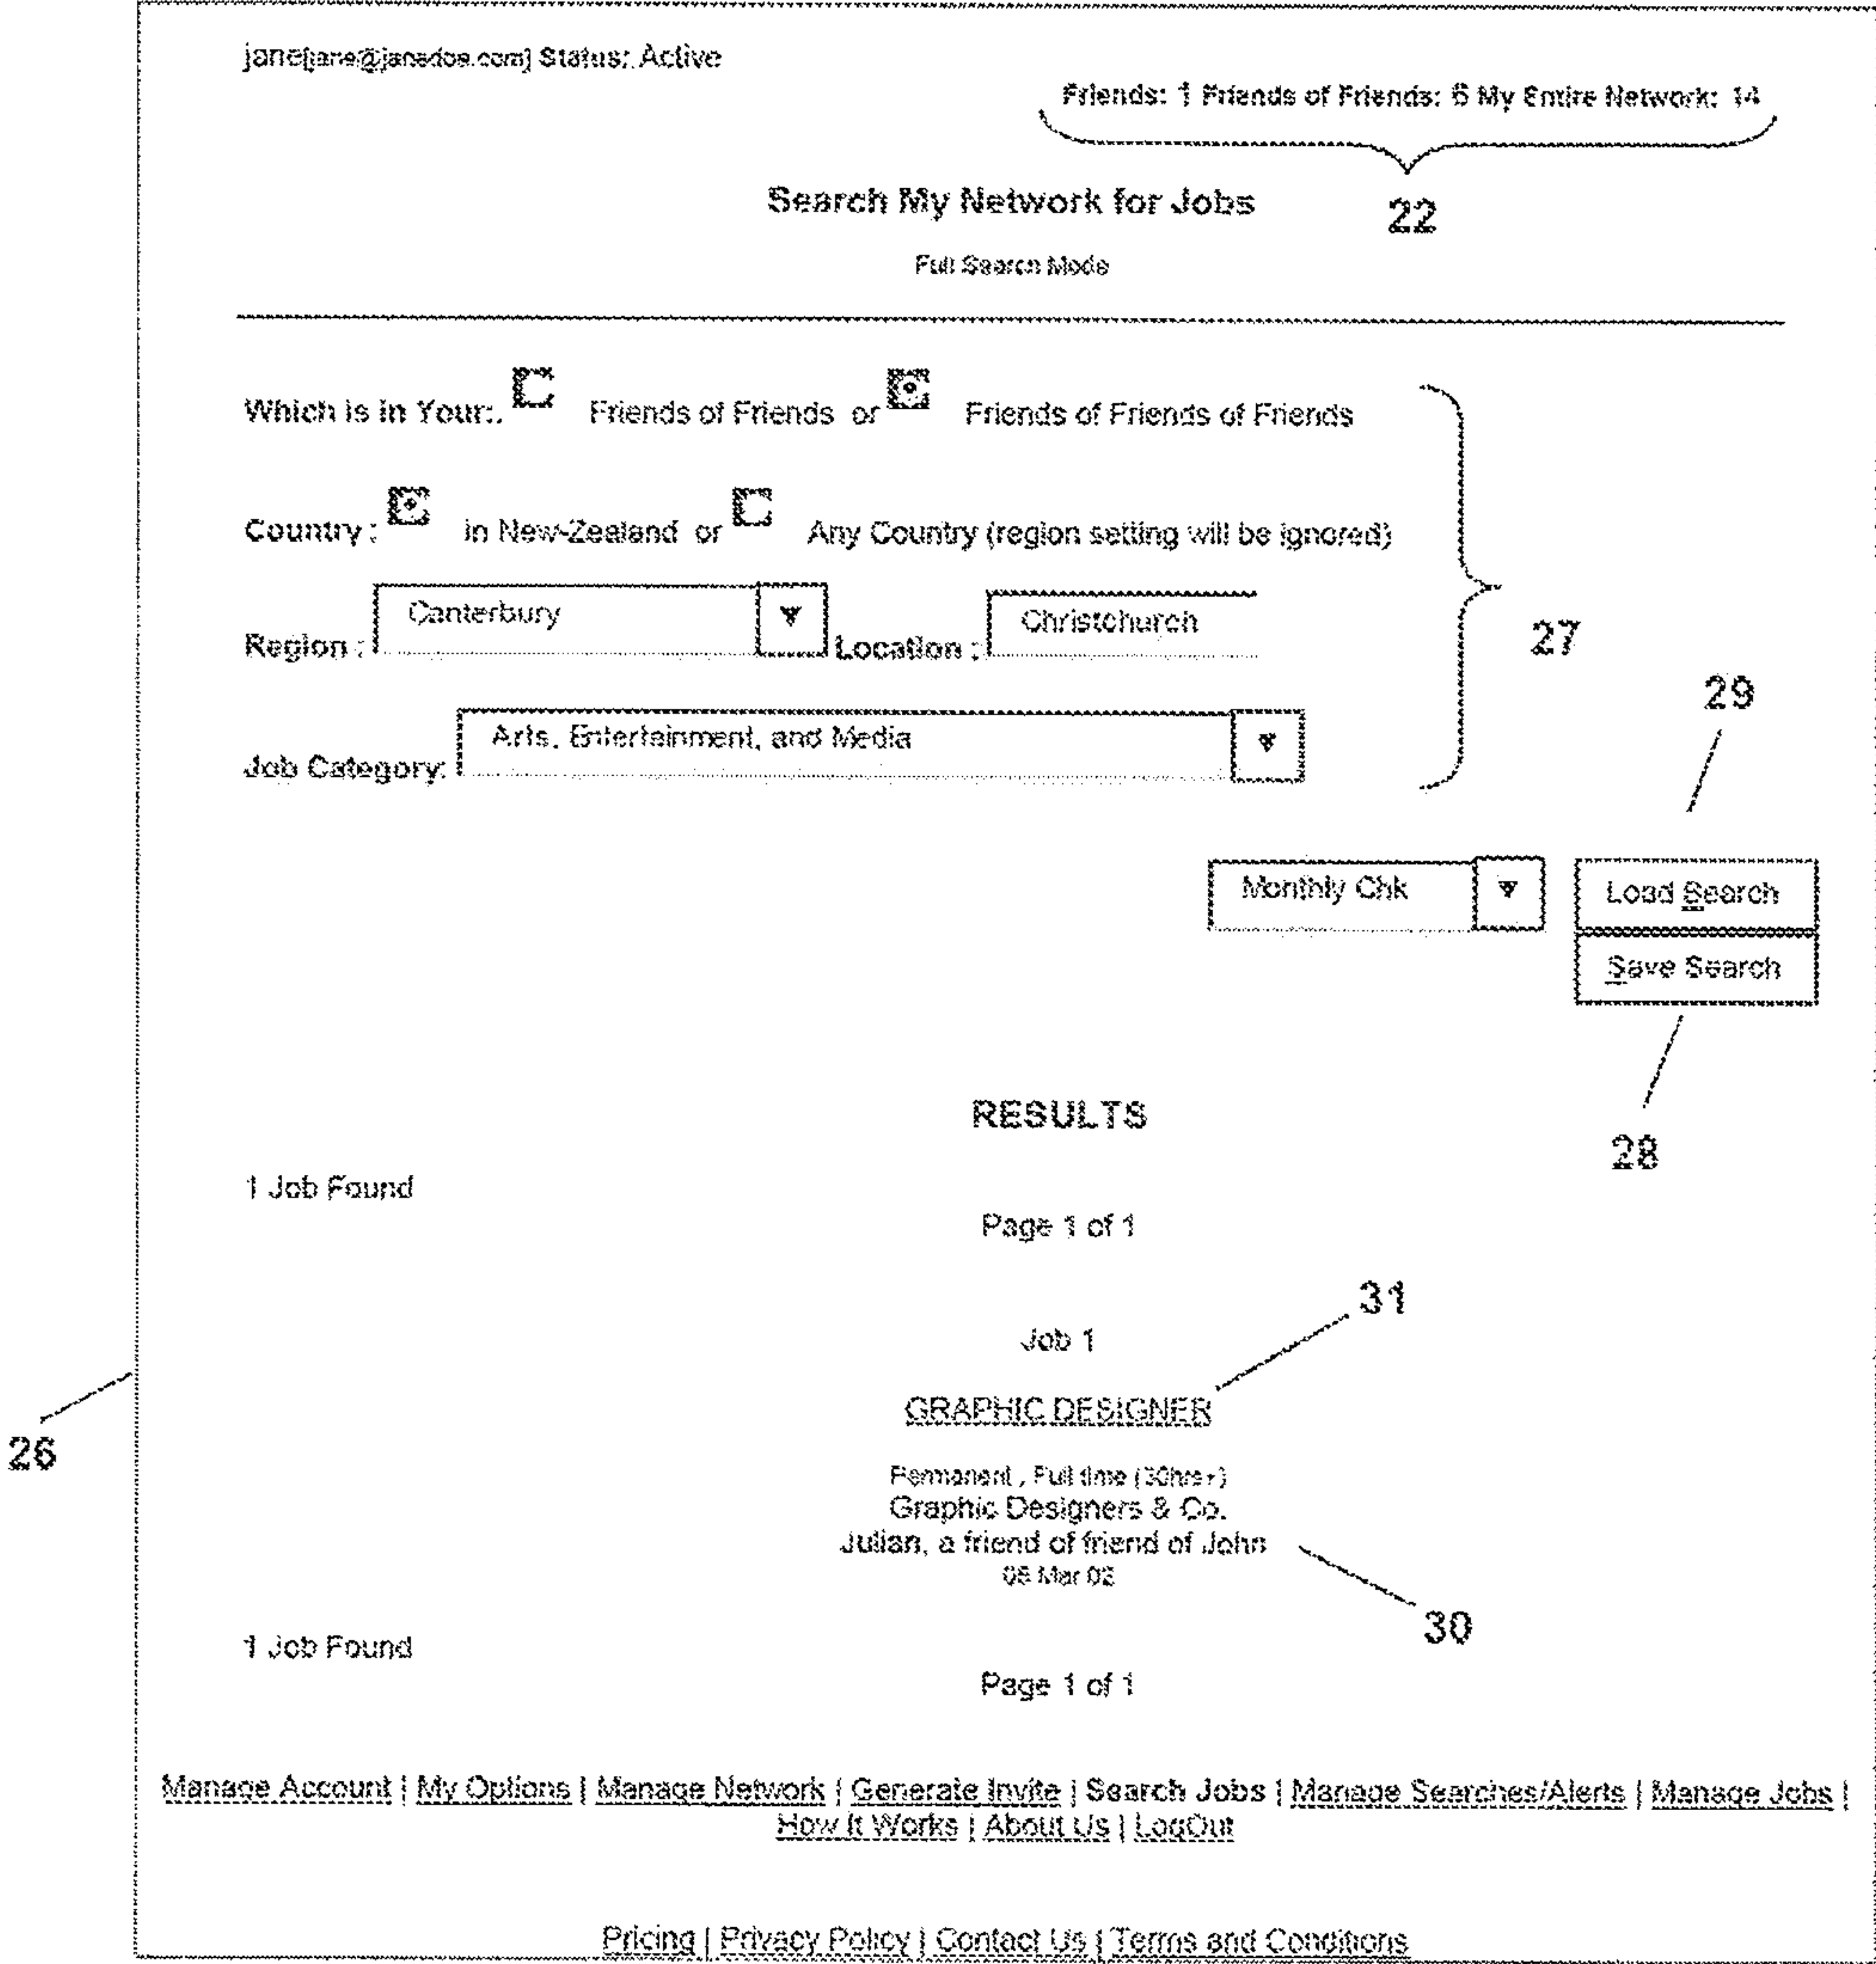 jane[jane@janedoe.com] Status: Active
Friends: 1 Friends of Friends: 6 My Entire Network: 14
22
Search My Network for Jobs
Full Search Mode
Which is in Your:. Friends of Friends or Friends of Friends of Friends
Country : in New-Zealand or Any Country (region setting will be ignored)
Region : Canterbury Location : Christchurch
27
Job Category: Arts, Entertainment, and Media
29
Monthly Chk Load Search
Save Search
28
RESULTS
1 Job Found
Page 1 of 1
31
Job 1
GRAPHIC DESIGNER
26
Permanent , Full time (30hrs+)
Graphic Designers & Co.
Julian, a friend of friend of John
Mar
30
1 Job Found
Page 1 of 1
Manage Account | My Options | Manage Network | Generate Invite | Search Jobs | Manage Searches/Alerts | Manage Jobs |
How it Works | About Us | LogOut
Pricing | Privacy Policy | Contact Us | Terms and Conditions